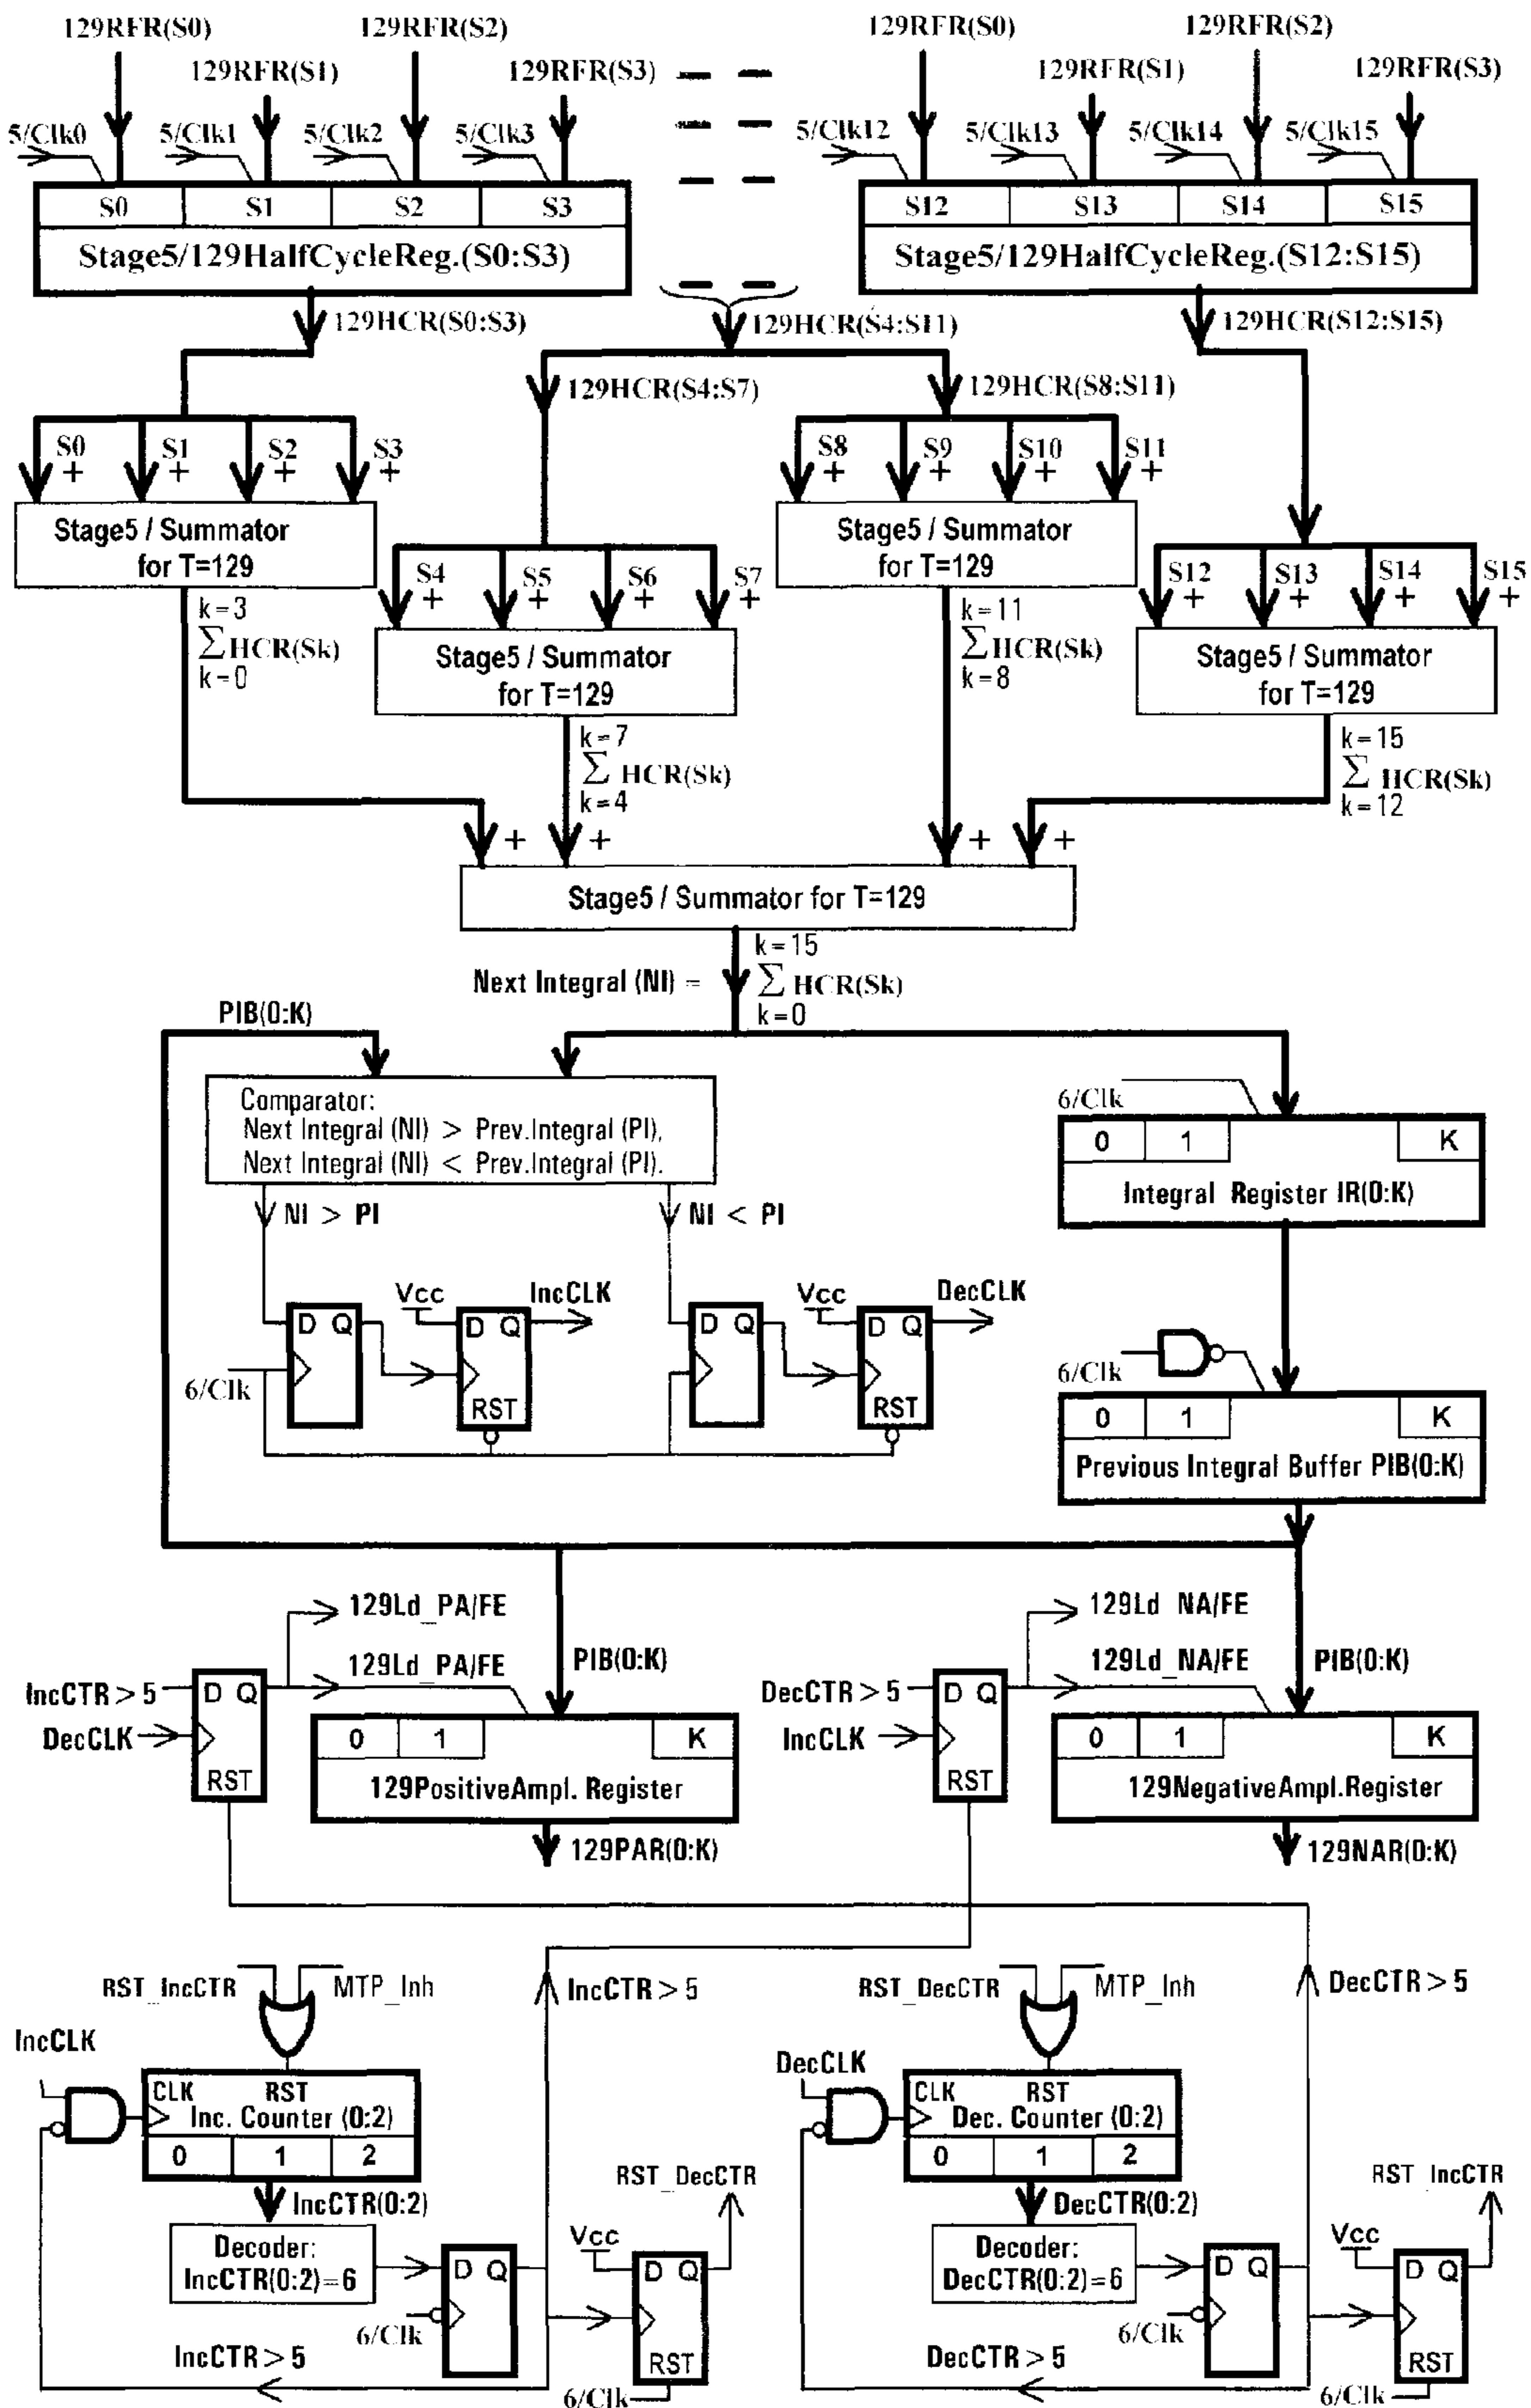 129RFR(S0)
129RFR(S2)
129RFR(S0)
129RFR(S2)
129RFR(S1)
129RFR(S3)
129RFR(S1)
129RFR(S3)
5/Clk0
5/Clk1
5/Clk2
5/Clk3
5/Clk12
5/Clk13
5/Clk14
5/Clk15
S0
S1
S2
S3
S12
S13
S14
S15
Stage5/129HalfCycleReg.(S0:S3)
Stage5/129HalfCycleReg.(S12:S15)
129HCR(S0:S3)
129HCR(S4:S11)
129HCR(S12:S15)
129HCR(S4:S7)
129HCR(S8:S11)
S0 +
S1 +
S2 +
S3 +
S8 +
S9 +
S10 +
S11 +
Stage5 / Summator
for T=129
Stage5 / Summator
for T=129
S4 +
S5 +
S6 +
S7 +
S12 +
S13 +
S14 +
S15 +
k=3
∑HCR(Sk)
k=0
Stage5 / Summator
for T=129
k=11
∑HCR(Sk)
k=8
Stage5 / Summator
for T=129
k=7
∑ HCR(Sk)
k=4
k=15
∑ HCR(Sk)
k=12
+
+
+
+
Stage5 / Summator for T=129
k=15
Next Integral (NI) = ∑ HCR(Sk)
k=0
PIB(0:K)
Comparator:
Next Integral (NI) > Prev.Integral (PI),
Next Integral (NI) < Prev.Integral (PI).
6/Clk
0 1 K
Integral Register IR(0:K)
NI > PI
NI < PI
Vcc
IncCLK
Vcc
DecCLK
D Q
D Q
D Q
D Q
6/Clk
RST
RST
6/Clk
0 1 K
Previous Integral Buffer PIB(0:K)
129Ld_PA/FE
129Ld_NA/FE
129Ld_PA/FE
PIB(0:K)
129Ld_NA/FE
PIB(0:K)
IncCTR > 5
D Q
DecCTR > 5
D Q
DecCLK
0 1 K
IncCLK
0 1 K
RST
129PositiveAmpl. Register
RST
129NegativeAmpl.Register
129PAR(0:K)
129NAR(0:K)
RST_IncCTR
MTP_Inh
IncCTR > 5
RST_DecCTR
MTP_Inh
DecCTR > 5
IncCLK
DecCLK
CLK RST
Inc. Counter (0:2)
0 1 2
CLK RST
Dec. Counter (0:2)
0 1 2
IncCTR(0:2)
RST_DecCTR
DecCTR(0:2)
RST_IncCTR
Decoder:
IncCTR(0:2)=6
D Q
Vcc
D Q
Decoder:
DecCTR(0:2)=6
D Q
Vcc
D Q
6/Clk
6/Clk
IncCTR > 5
RST
DecCTR > 5
RST
6/Clk
6/Clk